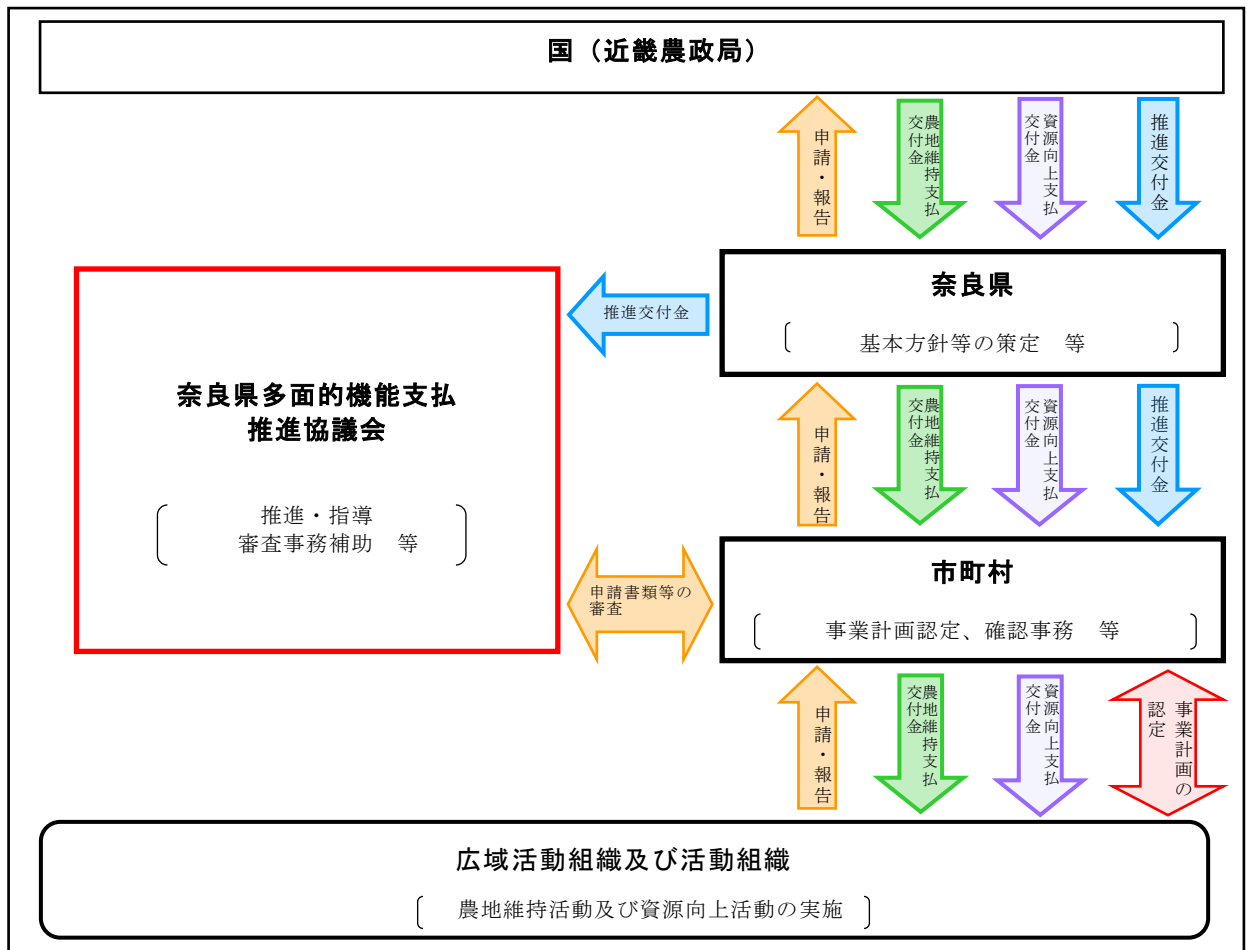 国（近畿農政局）
申請・報告
農地維持支払
交付金
資源向上支払
交付金
推進交付金
奈良県
基本方針等の策定　等
推進交付金
奈良県多面的機能支払
推進協議会
推進・指導
審査事務補助　等
申請・報告
農地維持支払
交付金
資源向上支払
交付金
推進交付金
市町村
事業計画認定、確認事務　等
申請書類等の
審査
申請・報告
農地維持支払
交付金
資源向上支払
交付金
事業計画の
認定
広域活動組織及び活動組織
農地維持活動及び資源向上活動の実施